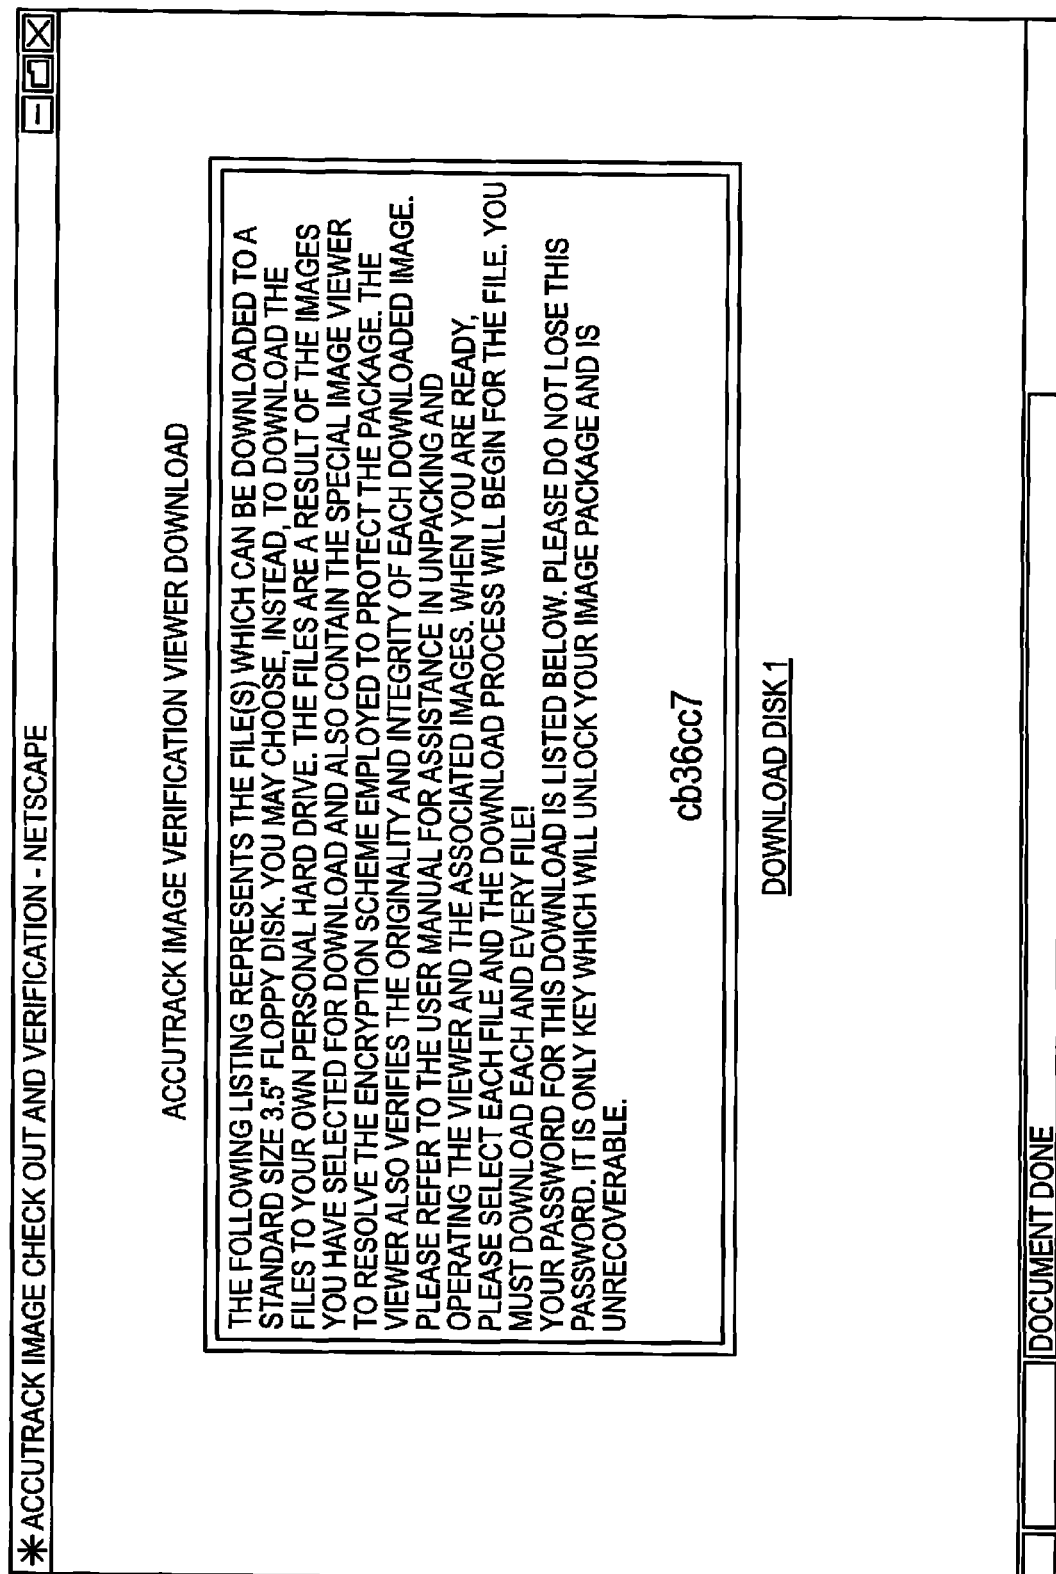 ACCUTRACK IMAGE CHECK OUT AND VERIFICATION - NETSCAPE
ACCUTRACK IMAGE VERIFICATION VIEWER DOWNLOAD
THE FOLLOWING LISTING REPRESENTS THE FILE(S) WHICH CAN BE DOWNLOADED TO A
STANDARD SIZE 3.5" FLOPPY DISK. YOU MAY CHOOSE, INSTEAD, TO DOWNLOAD THE
FILES TO YOUR OWN PERSONAL HARD DRIVE. THE FILES ARE A RESULT OF THE IMAGES
YOU HAVE SELECTED FOR DOWNLOAD AND ALSO CONTAIN THE SPECIAL IMAGE VIEWER
TO RESOLVE THE ENCRYPTION SCHEME EMPLOYED TO PROTECT THE PACKAGE. THE
VIEWER ALSO VERIFIES THE ORIGINALITY AND INTEGRITY OF EACH DOWNLOADED IMAGE.
PLEASE REFER TO THE USER MANUAL FOR ASSISTANCE IN UNPACKING AND
OPERATING THE VIEWER AND THE ASSOCIATED IMAGES. WHEN YOU ARE READY,
PLEASE SELECT EACH FILE AND THE DOWNLOAD PROCESS WILL BEGIN FOR THE FILE. YOU
MUST DOWNLOAD EACH AND EVERY FILE!
YOUR PASSWORD FOR THIS DOWNLOAD IS LISTED BELOW. PLEASE DO NOT LOSE THIS
PASSWORD. IT IS ONLY KEY WHICH WILL UNLOCK YOUR IMAGE PACKAGE AND IS
UNRECOVERABLE.
cb36cc7
DOWNLOAD DISK 1
DOCUMENT DONE